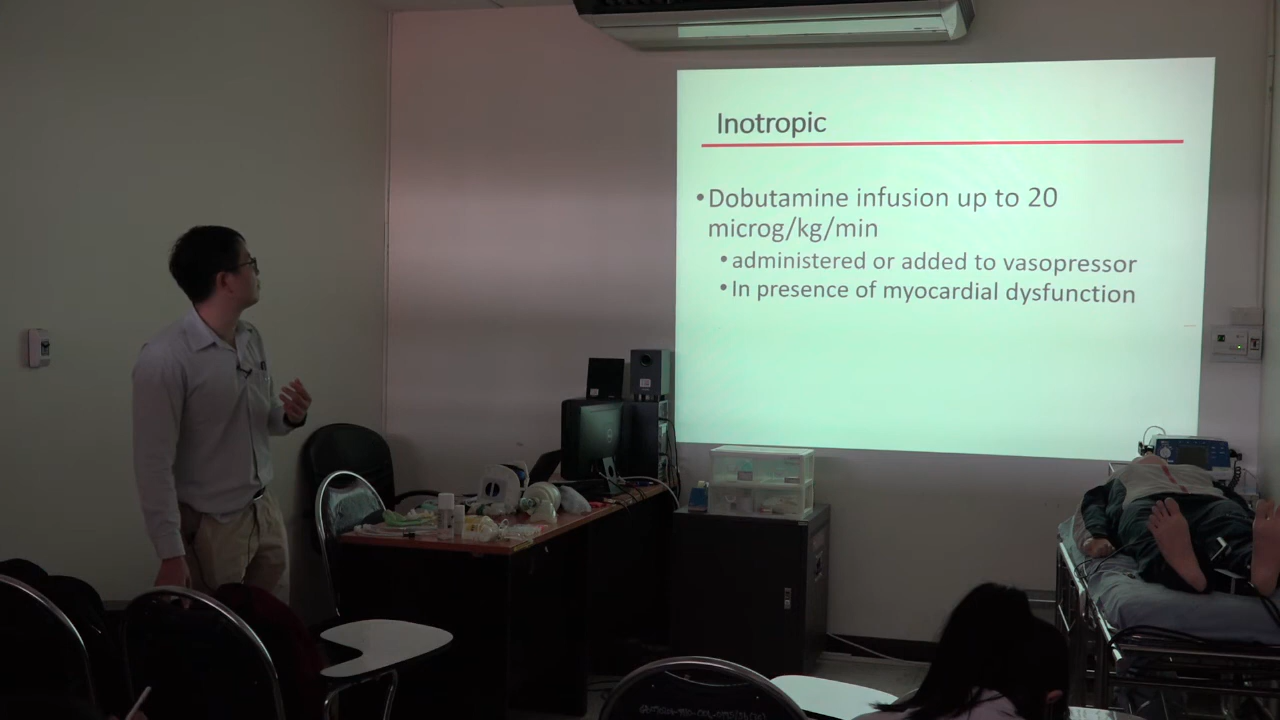 Inotropic
•Dobutamine infusion up to 20
microg/kg/min
•administered or added to vasopressor
•In presence of myocardial dysfunction